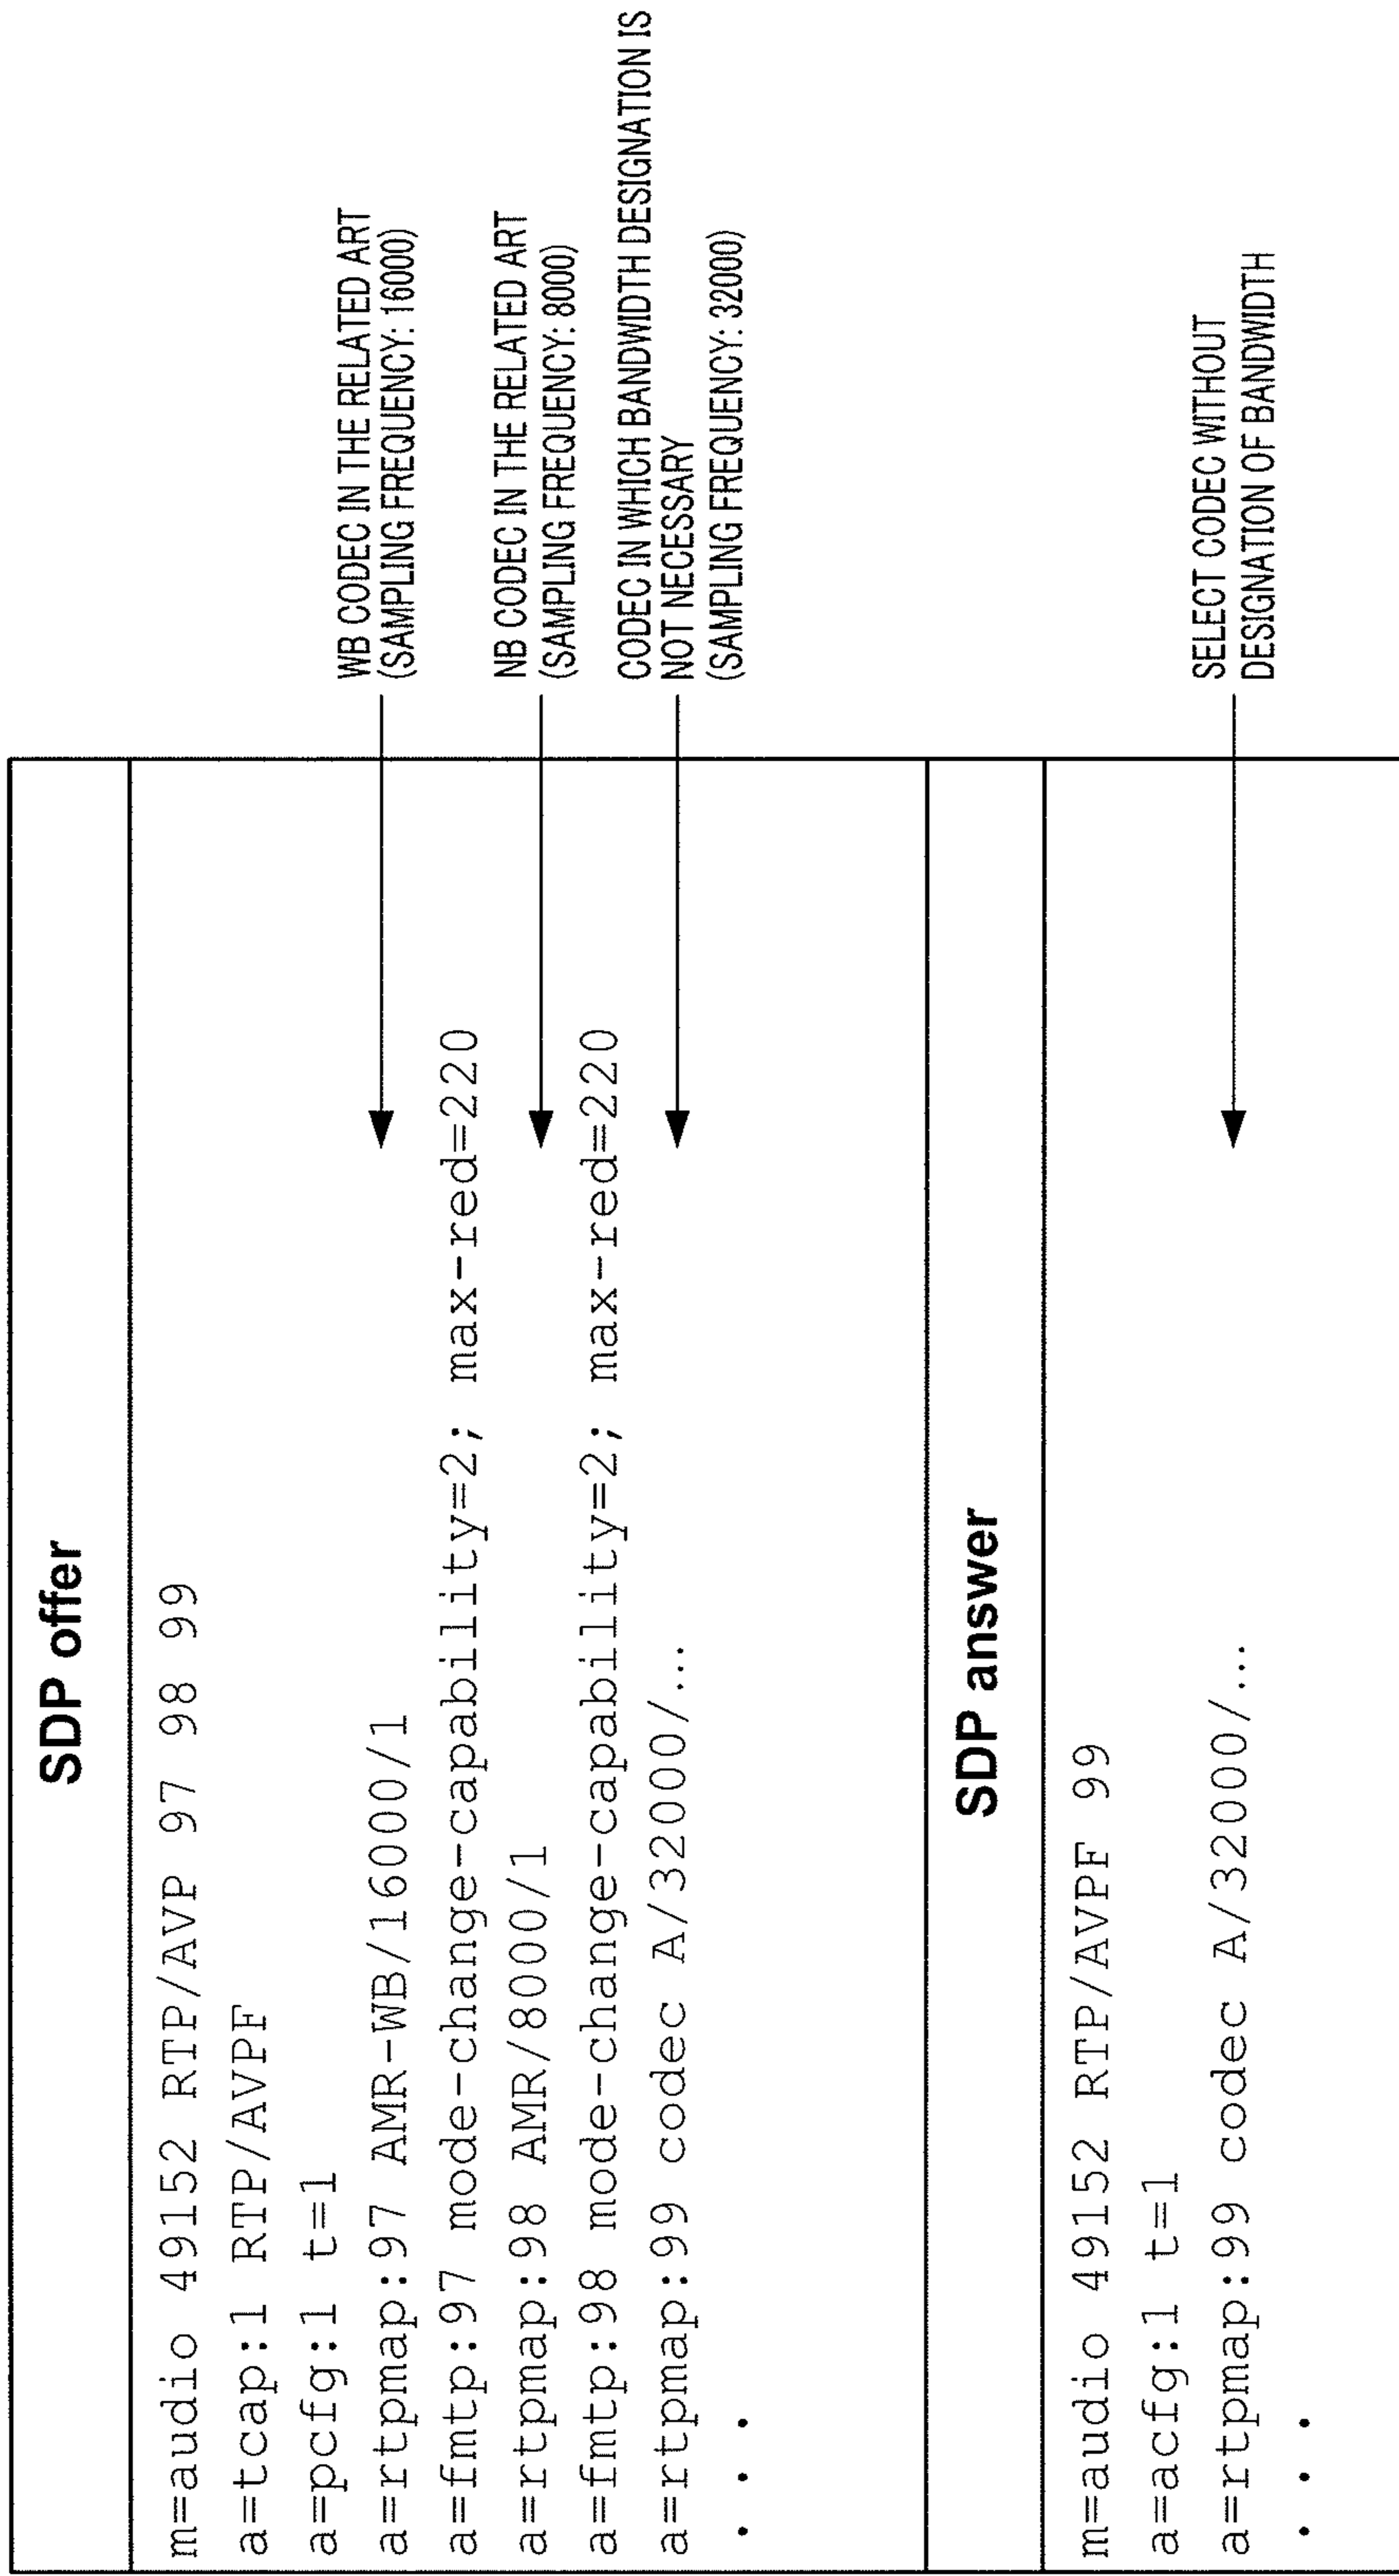 SDP offer
m=audio 49152 RTP/AVP 97 98 99
a=tcap:1 RTP/AVPF
a=pcfg:1 t=1
a=rtpmap:97 AMR-WB/16000/1
a=fmtp:97 mode-change-capability=2; max-red=220
a=rtpmap:98 AMR/8000/1
a=fmtp:98 mode-change-capability=2; max-red=220
a=rtpmap:99 codec A/32000/...
...
WB CODEC IN THE RELATED ART
(SAMPLING FREQUENCY: 16000)
NB CODEC IN THE RELATED ART
(SAMPLING FREQUENCY: 8000)
CODEC IN WHICH BANDWIDTH DESIGNATION IS
NOT NECESSARY
(SAMPLING FREQUENCY: 32000)
SDP answer
m=audio 49152 RTP/AVPF 99
a=acfg:1 t=1
a=rtpmap:99 codec A/32000/...
...
SELECT CODEC WITHOUT
DESIGNATION OF BANDWIDTH